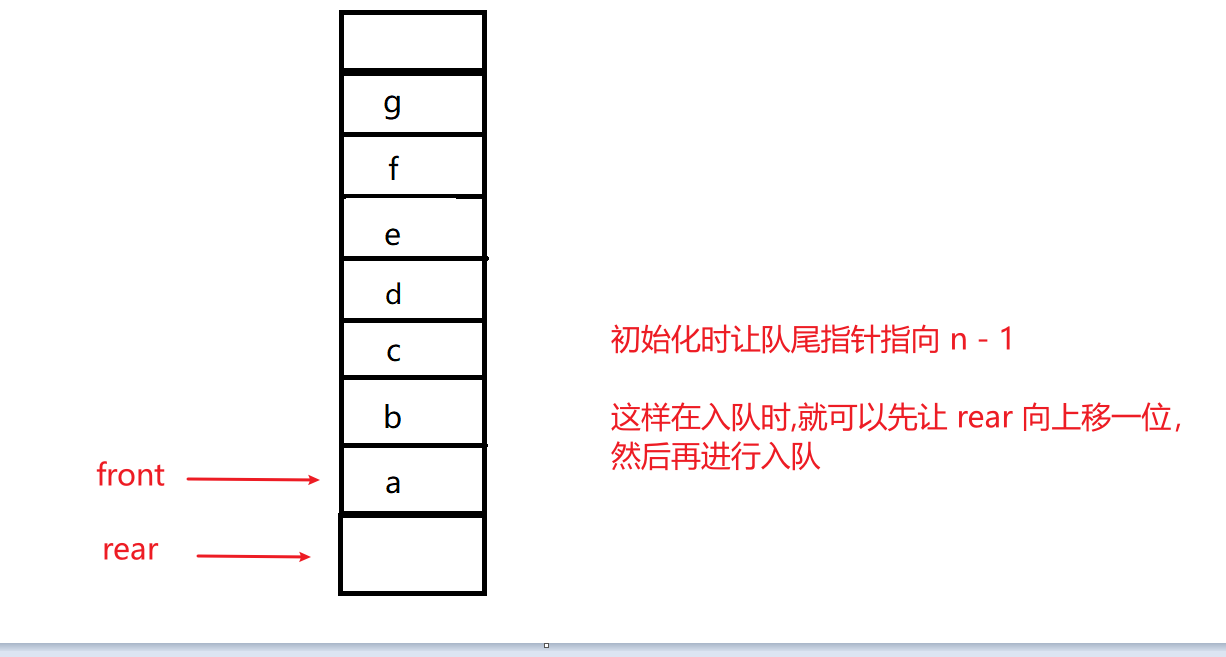 g
f
e
d
c
初始化时让队尾指针指向 n - 1
b
这样在入队时,就可以先让 rear 向上移一位，
然后再进行入队
front
a
rear